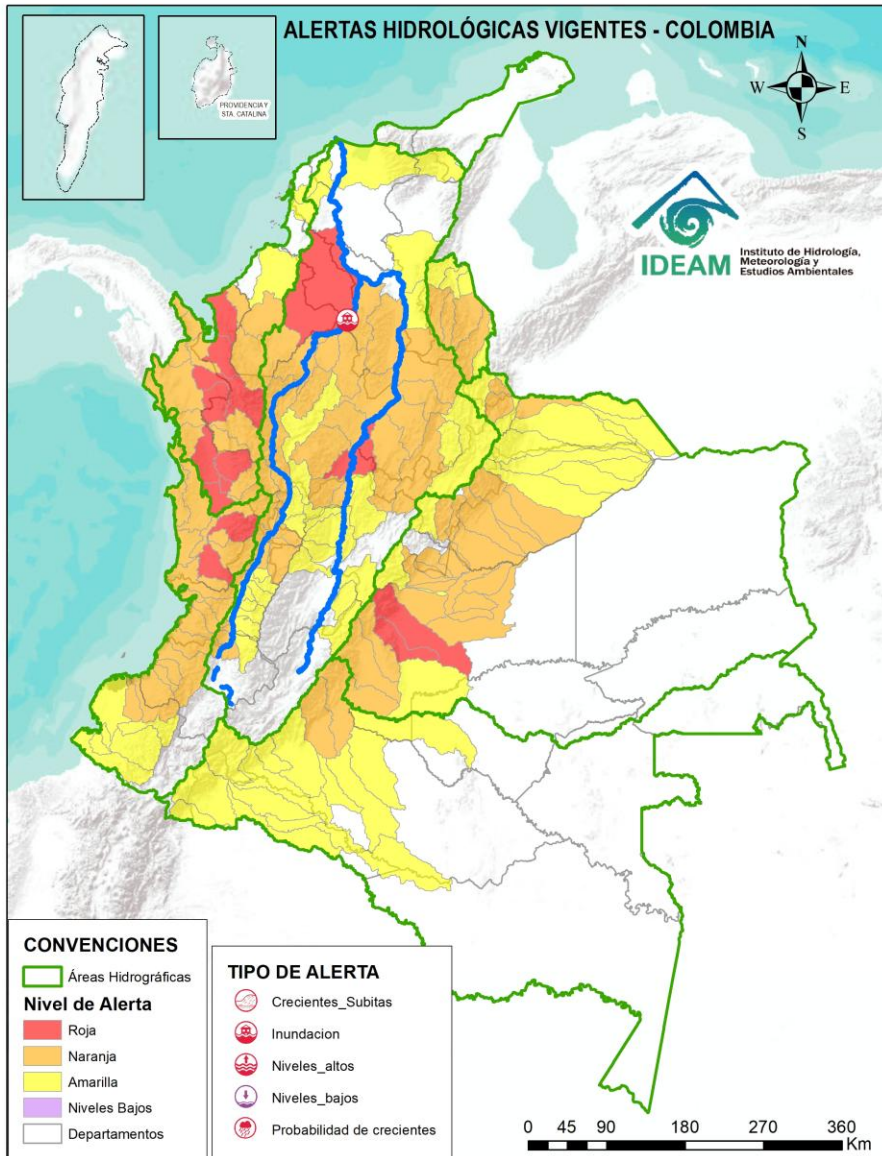 ALERTAS HIDROLÓGICAS VIGENTES - COLOMBIA
PROVIDENCIA Y
STA. CATALINA
N
W E
S
IDEAM
Instituto de Hidrología,
Meteorología y
Estudios Ambientales
CONVENCIONES
Áreas Hidrográficas
Nivel de Alerta
Roja
Naranja
Amarilla
Niveles Bajos
Departamentos
TIPO DE ALERTA
Crecientes_Subitas
Inundacion
Niveles_altos
Niveles_bajos
Probabilidad de crecientes
0 45 90 180 270 360
Km